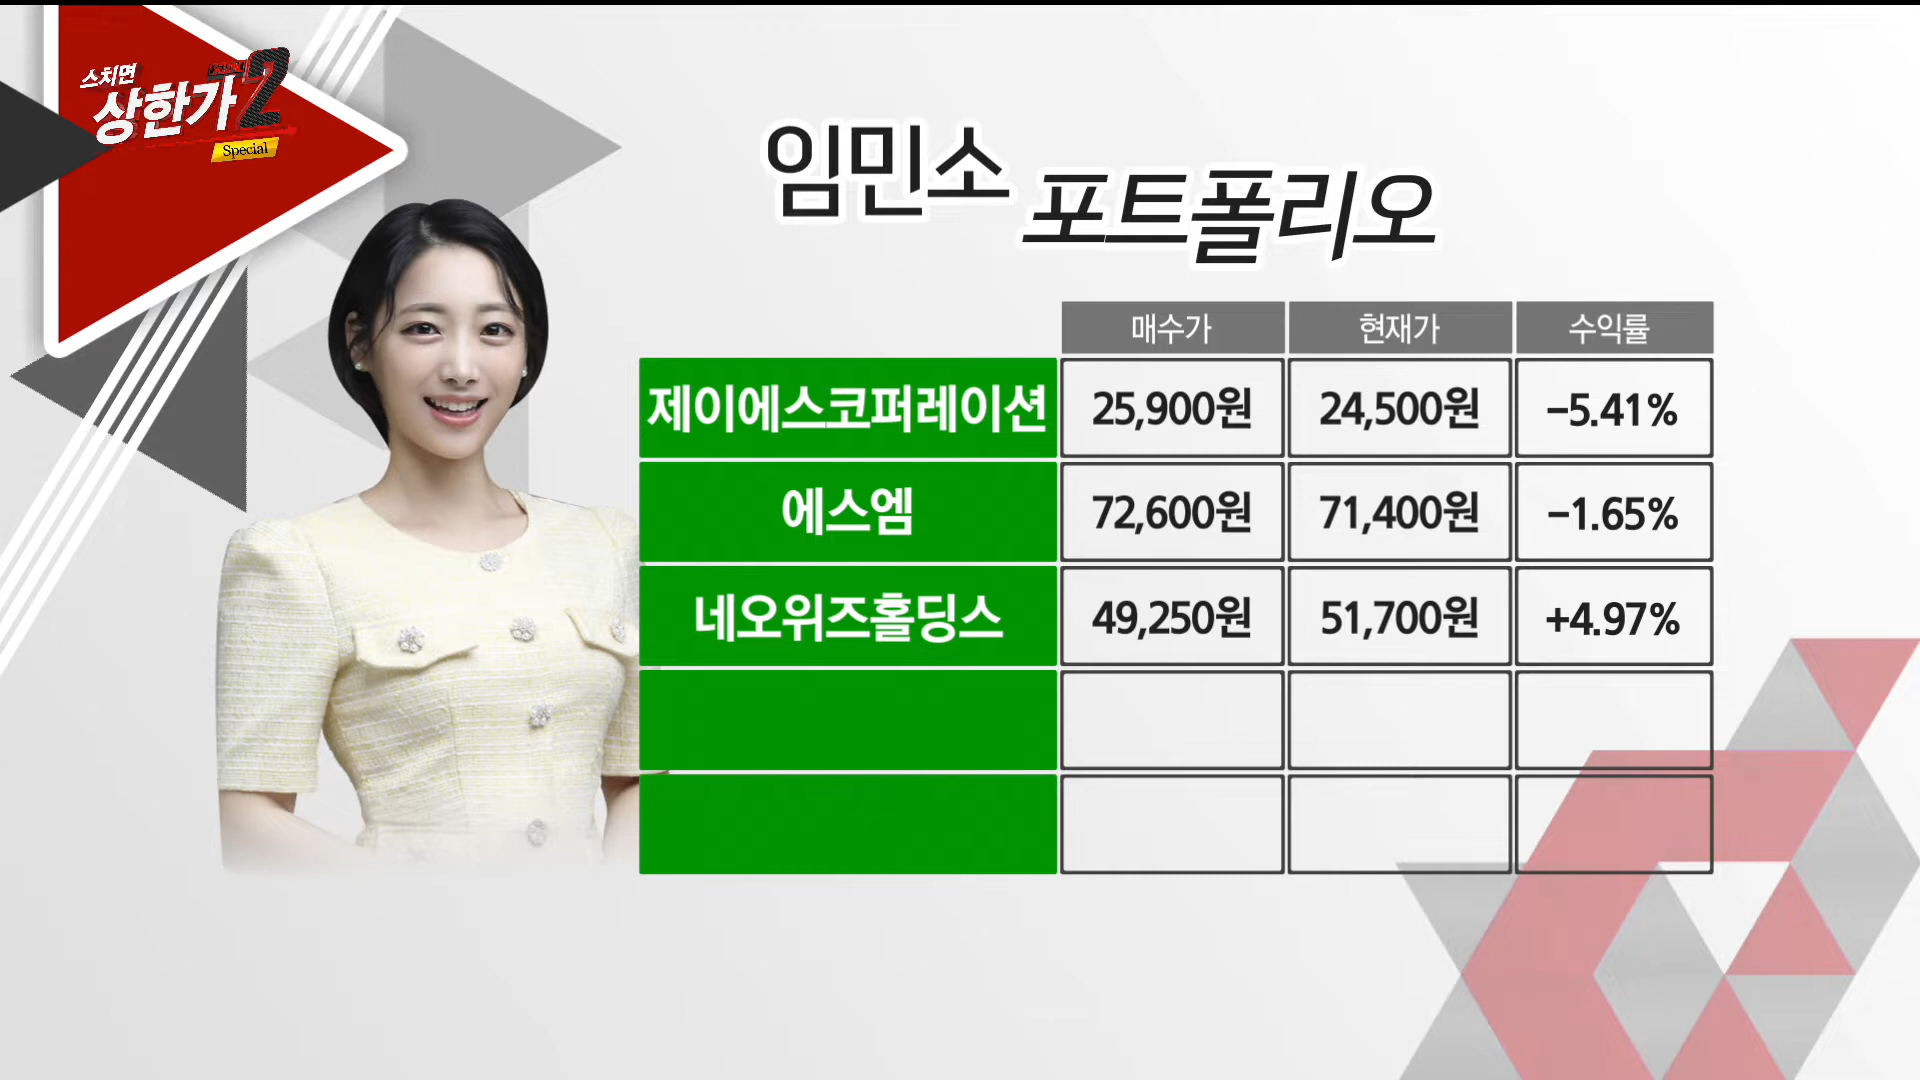 스치면
상한가2
Special
임민소 포트폴리오
매수가 현재가 수익률
제이에스코퍼레이션 25,900원 24,500원 -5.41%
에스엠 72,600원 71,400원 -1.65%
네오위즈홀딩스 49,250원 51,700원 +4.97%